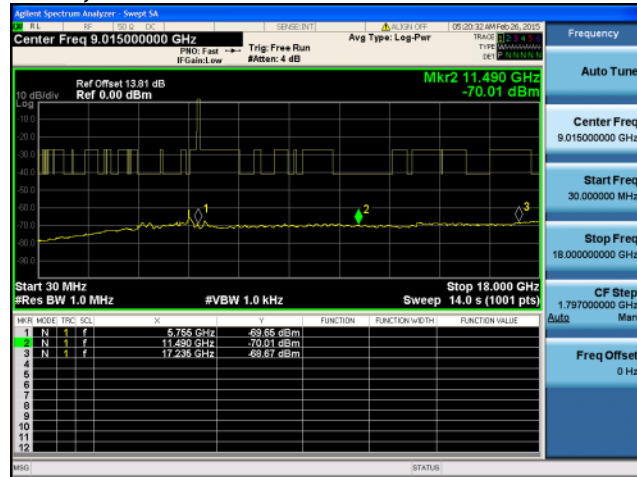 Agilent Spectrum Analyzer - Swept SA
RL RF 50 Ω DC SENSE:INT ALIGN OFF 05:20:32 AM Feb 26, 2015
Center Freq 9.015000000 GHz
PNO: Fast
IFGain:Low
Trig: Free Run
#Atten: 4 dB
Avg Type: Log-Pwr
TRACE 1 2 3 4 5 6
TYPE
DET P N N N N N
Ref Offset 13.81 dB
10 dB/div Ref 0.00 dBm
Log
Mkr2 11.490 GHz
-70.01 dBm
-10.0
-20.0
-30.0
-40.0
-50.0
-60.0
-70.0
-80.0
-90.0
1
2
3
Start 30 MHz Stop 18.000 GHz
#Res BW 1.0 MHz #VBW 1.0 kHz Sweep 14.0 s (1001 pts)
MKR MODE TRC SCL X Y FUNCTION FUNCTION WIDTH FUNCTION VALUE
1 N 1 f 5.755 GHz -69.65 dBm
2 N 1 f 11.490 GHz -70.01 dBm
3 N 1 f 17.235 GHz -68.67 dBm
4
5
6
7
8
9
10
11
12
MSG STATUS
Frequency
Auto Tune
Center Freq
9.015000000 GHz
Start Freq
30.000000 MHz
Stop Freq
18.000000000 GHz
CF Step
1.797000000 GHz
Auto Man
Freq Offset
0 Hz